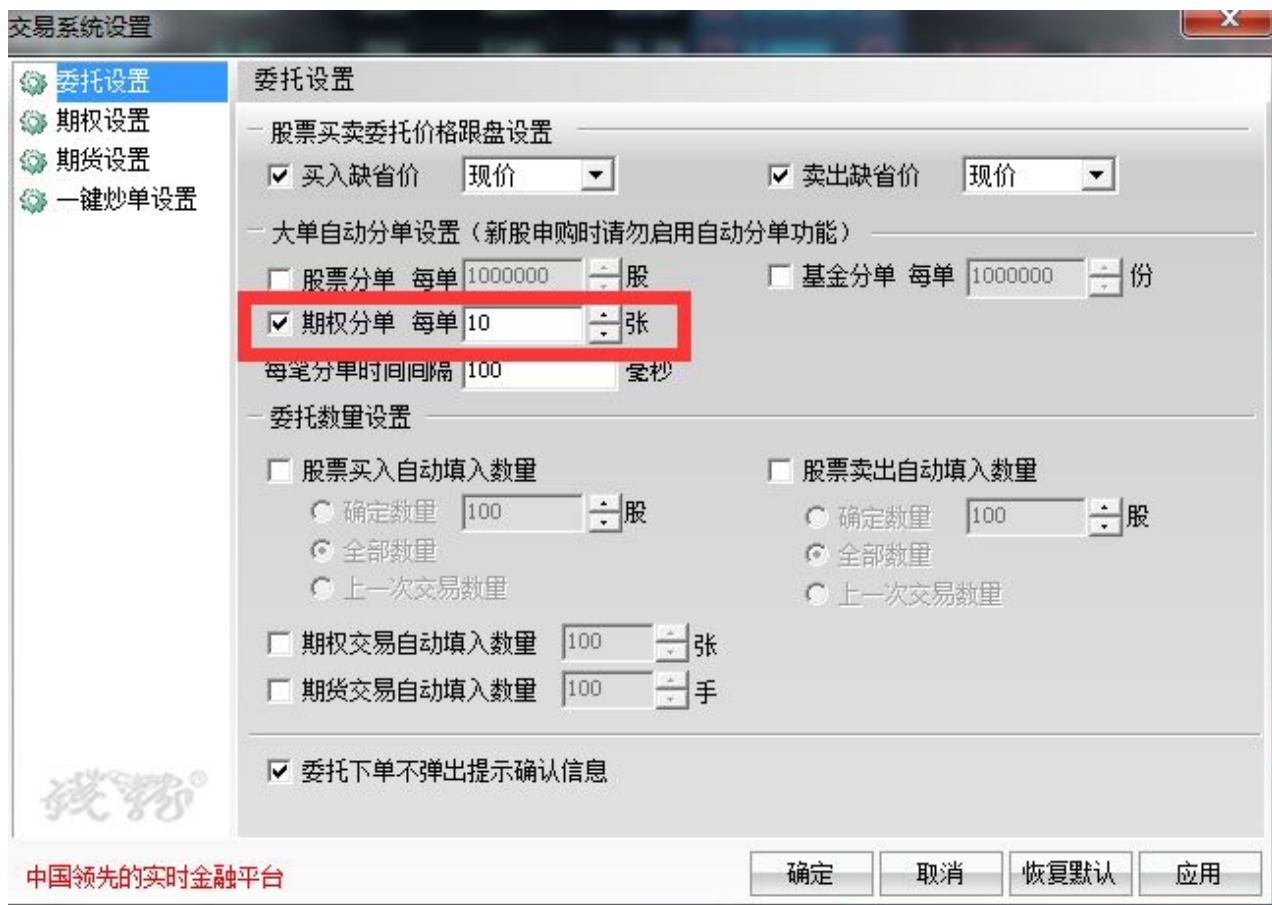 交易系统设置
X
委托设置
期权设置
期货设置
一键炒单设置
委托设置
股票买卖委托价格跟盘设置
买入缺省价 现价 卖出缺省价 现价
大单自动分单设置（新股申购时请勿启用自动分单功能）
股票分单 每单 1000000 股 基金分单 每单 1000000 份
期权分单 每单 10 张
每笔分单时间间隔 100 毫秒
委托数量设置
股票买入自动填入数量 股票卖出自动填入数量
确定数量 100 股 确定数量 100 股
全部数量 全部数量
上一次交易数量 上一次交易数量
期权交易自动填入数量 100 张
期货交易自动填入数量 100 手
委托下单不弹出提示确认信息
钱龙®
中国领先的实时金融平台
确定 取消 恢复默认 应用